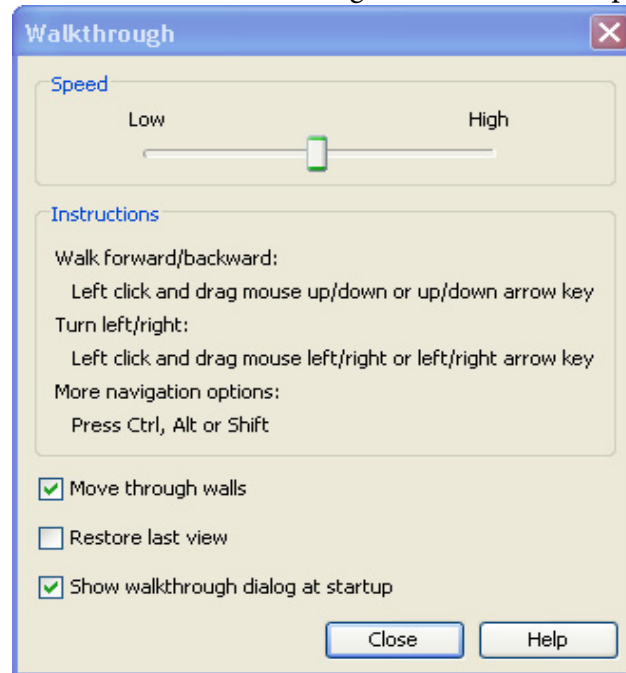 Walkthrough
Speed
Low High
Instructions
Walk forward/backward:
Left click and drag mouse up/down or up/down arrow key
Turn left/right:
Left click and drag mouse left/right or left/right arrow key
More navigation options:
Press Ctrl, Alt or Shift
Move through walls
Restore last view
Show walkthrough dialog at startup
Close Help